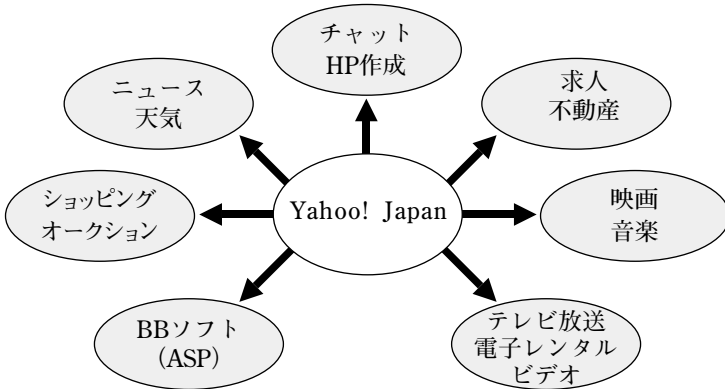 チャット
HP作成
ニュース
天気
求人
不動産
ショッピング
オークション
Yahoo! Japan
映画
音楽
BBソフト
(ASP)
テレビ放送
電子レンタル
ビデオ